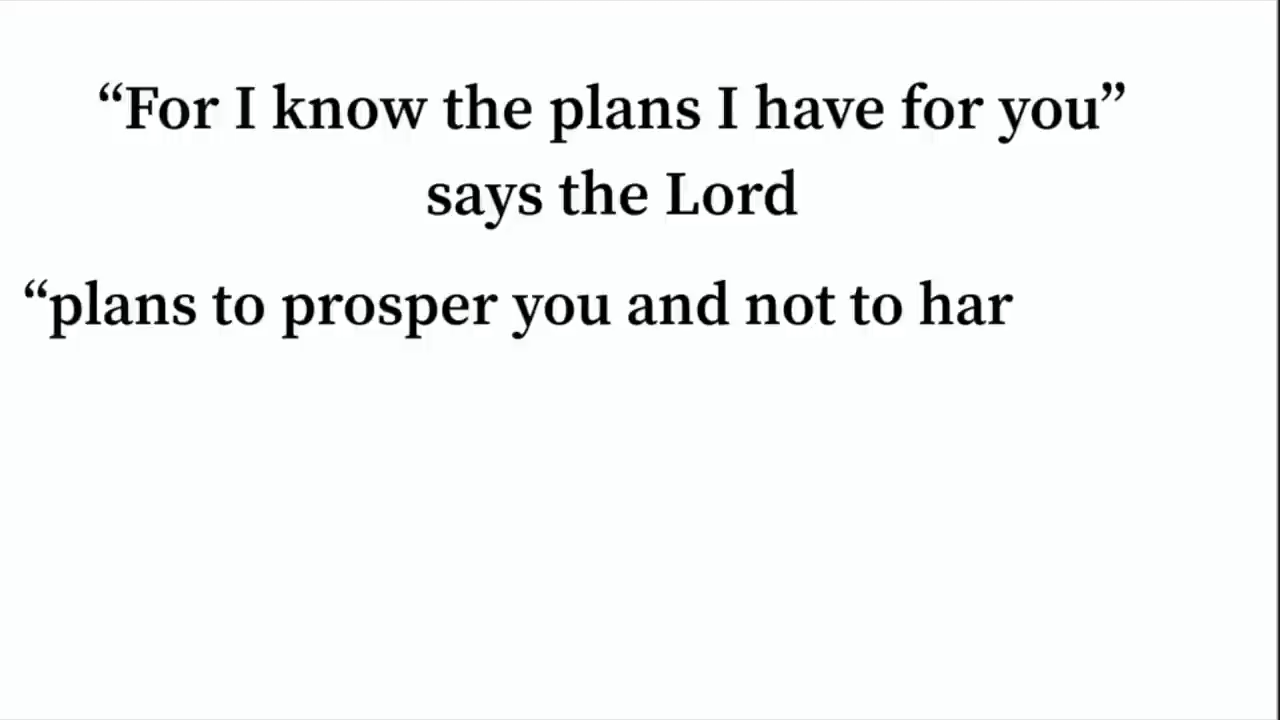 “For I know the plans I have for you”
says the Lord
“plans to prosper you and not to har